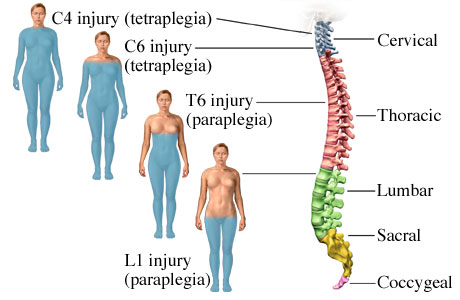 C4 injury (tetraplegia)
C6 injury
(tetraplegia)
T6 injury
(paraplegia)
L1 injury
(paraplegia)
Cervical
Thoracic
Lumbar
Sacral
Coccygeal